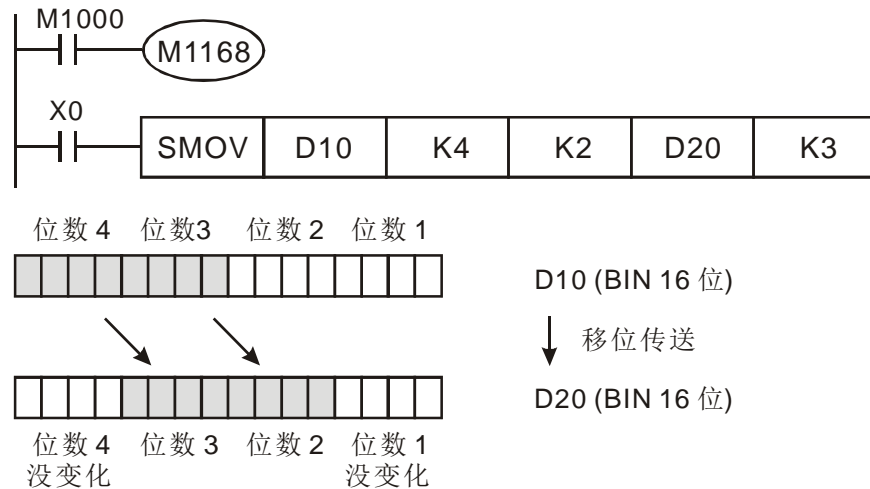 M1000
M1168
X0
SMOV D10 K4 K2 D20 K3
位数 4 位数3 位数 2 位数 1
D10 (BIN 16 位)
移位传送
D20 (BIN 16 位)
位数 4 位数 3 位数 2 位数 1
没变化 没变化